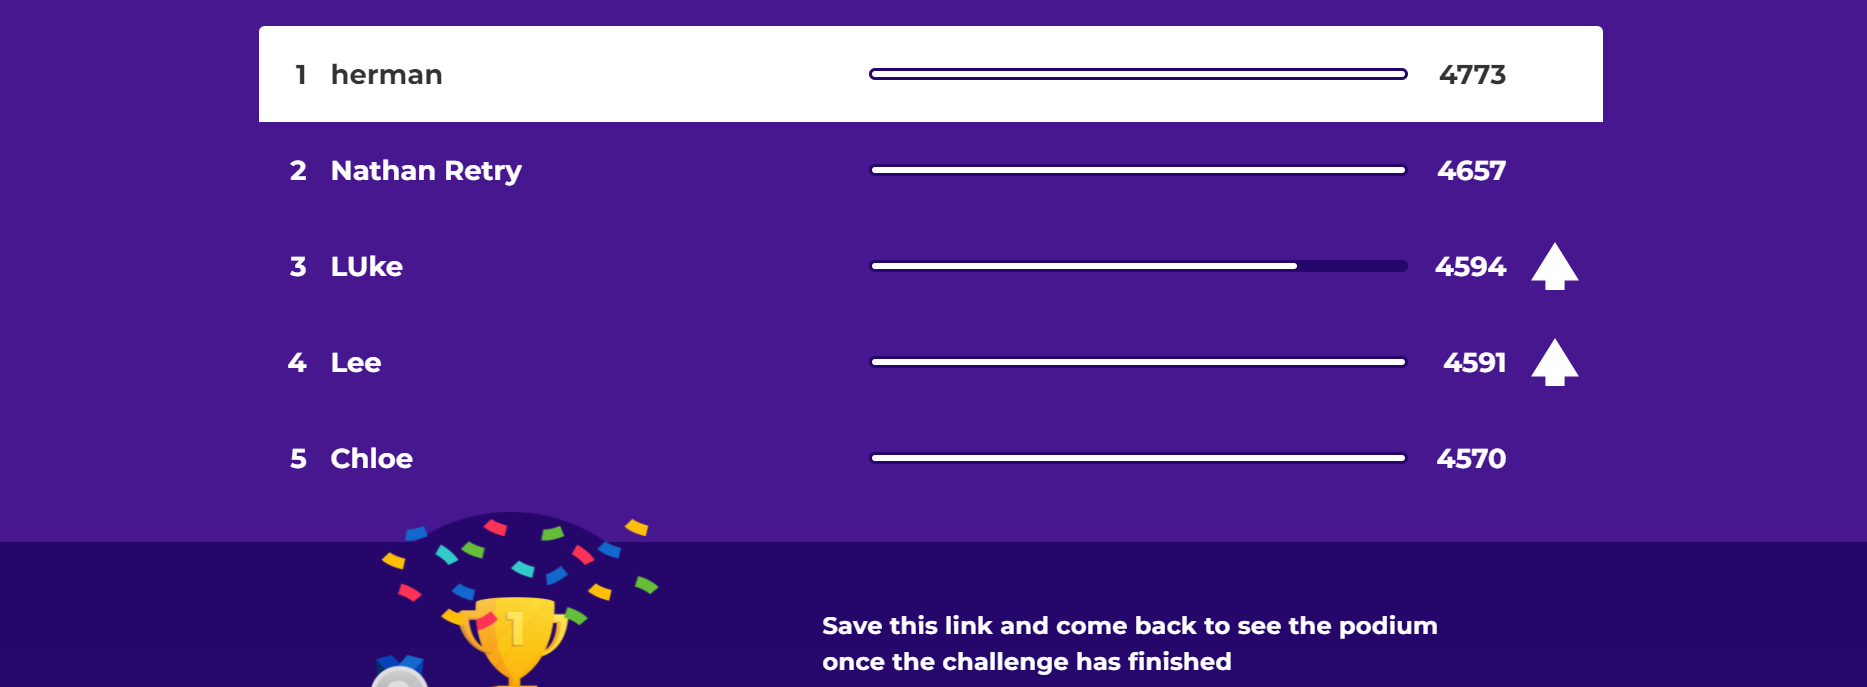 1 herman 4773
2 Nathan Retry 4657
3 LUke 4594
4 Lee 4591
5 Chloe 4570
1
Save this link and come back to see the podium
once the challenge has finished